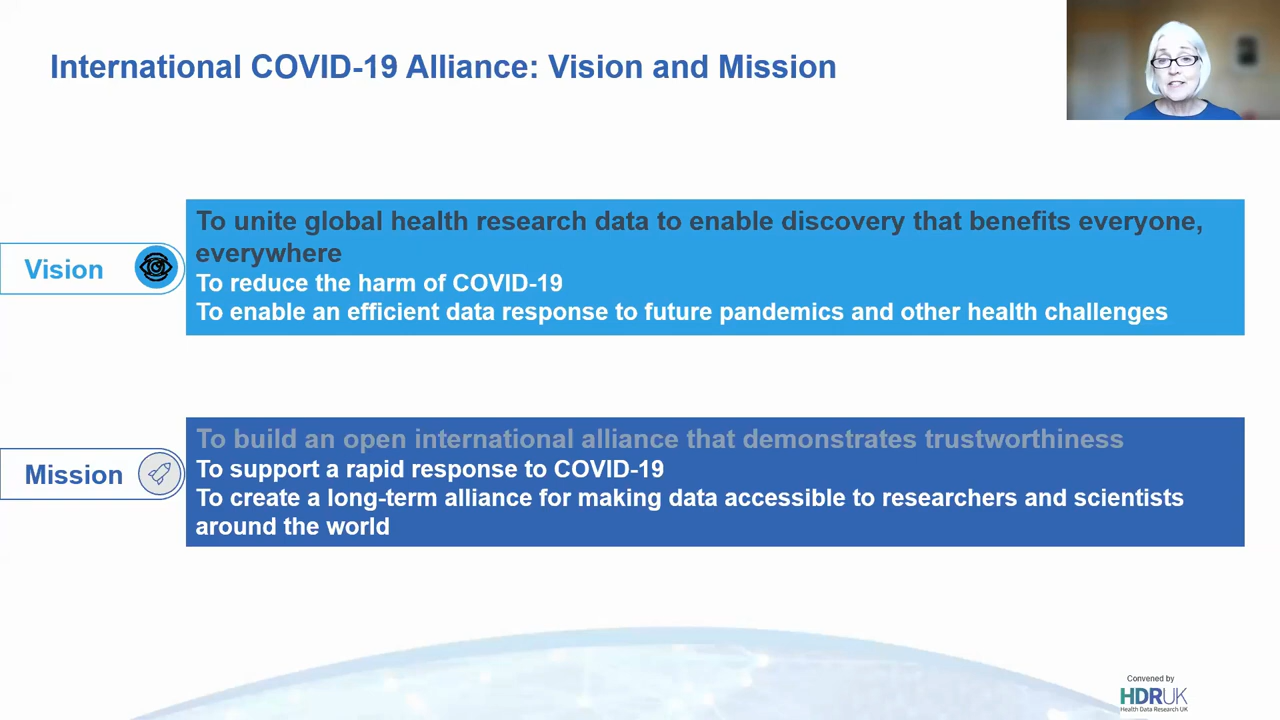 International COVID-19 Alliance: Vision and Mission
Vision
To unite global health research data to enable discovery that benefits everyone,
everywhere
To reduce the harm of COVID-19
To enable an efficient data response to future pandemics and other health challenges
Mission
To build an open international alliance that demonstrates trustworthiness
To support a rapid response to COVID-19
To create a long-term alliance for making data accessible to researchers and scientists
around the world
Convened by
HDRUK
Health Data Research UK